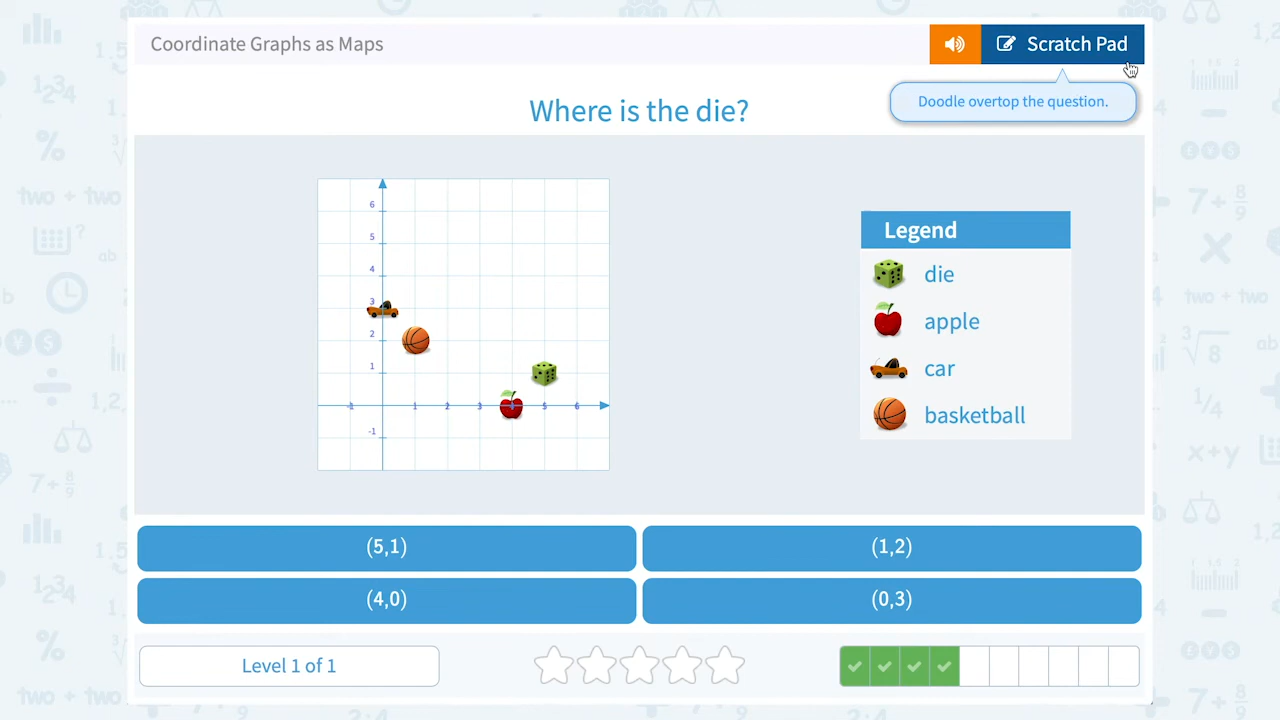 Coordinate Graphs as Maps
Scratch Pad
Doodle overtop the question.
Where is the die?
6
5
4
3
2
1
-1 1 2 3 4 5 6
-1
Legend
die
apple
car
basketball
(5,1)
(1,2)
(4,0)
(0,3)
Level 1 of 1